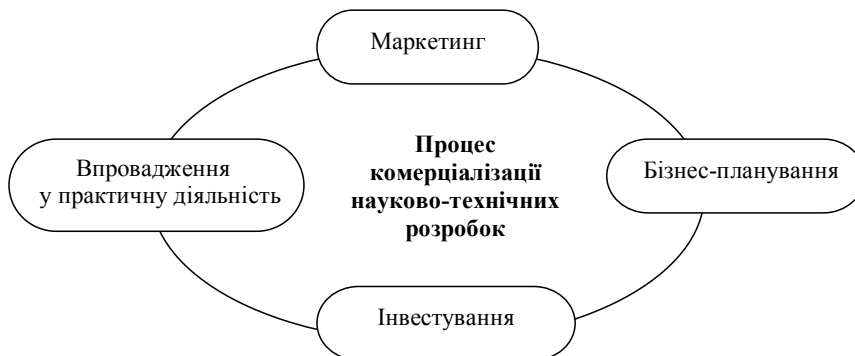 Маркетинг
Процес
комерціалізації
науково-технічних
розробок
Впровадження
у практичну діяльність
Бізнес-планування
Інвестування